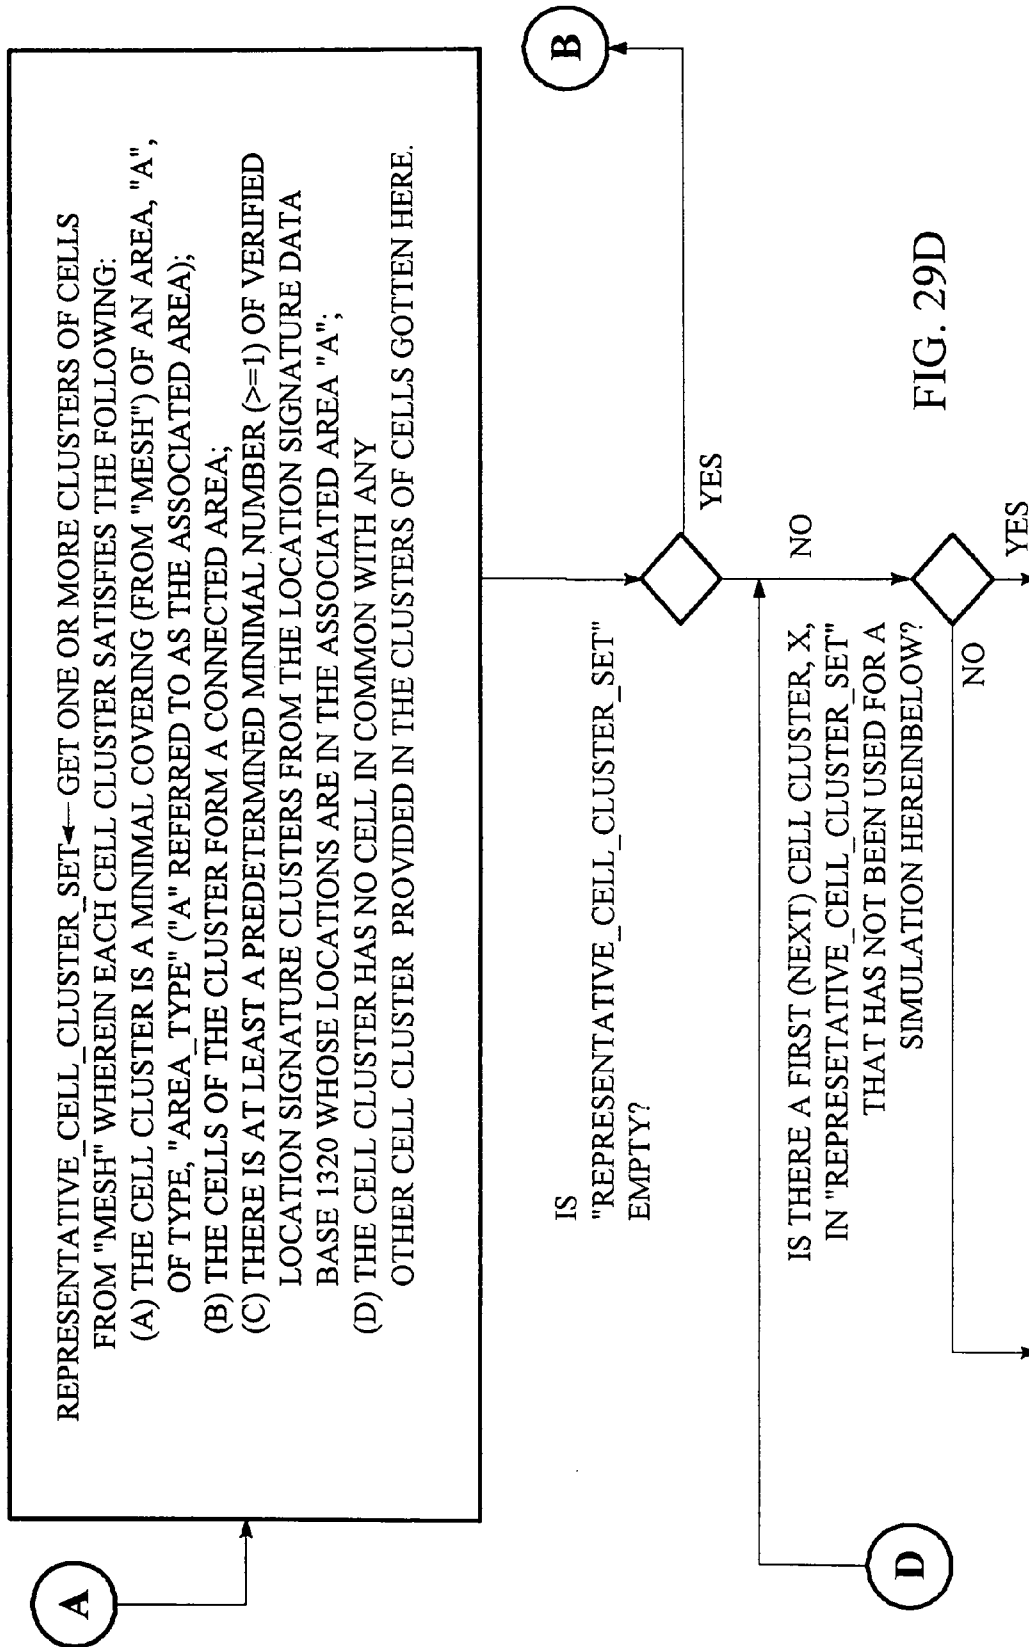 A
REPRESENTATIVE_CELL_CLUSTER_SET ← GET ONE OR MORE CLUSTERS OF CELLS
FROM "MESH" WHEREIN EACH CELL CLUSTER SATISFIES THE FOLLOWING:
(A) THE CELL CLUSTER IS A MINIMAL COVERING (FROM "MESH") OF AN AREA, "A",
OF TYPE, "AREA_TYPE" ("A" REFERRED TO AS THE ASSOCIATED AREA);
(B) THE CELLS OF THE CLUSTER FORM A CONNECTED AREA;
(C) THERE IS AT LEAST A PREDETERMINED MINIMAL NUMBER (>=1) OF VERIFIED
LOCATION SIGNATURE CLUSTERS FROM THE LOCATION SIGNATURE DATA
BASE 1320 WHOSE LOCATIONS ARE IN THE ASSOCIATED AREA "A";
(D) THE CELL CLUSTER HAS NO CELL IN COMMON WITH ANY
OTHER CELL CLUSTER PROVIDED IN THE CLUSTERS OF CELLS GOTTEN HERE.
B
IS
"REPRESENTATIVE_CELL_CLUSTER_SET"
EMPTY?
YES
NO
D
IS THERE A FIRST (NEXT) CELL CLUSTER, X,
IN "REPRESETATIVE_CELL_CLUSTER_SET"
THAT HAS NOT BEEN USED FOR A
SIMULATION HEREINBELOW?
NO
YES
FIG. 29D